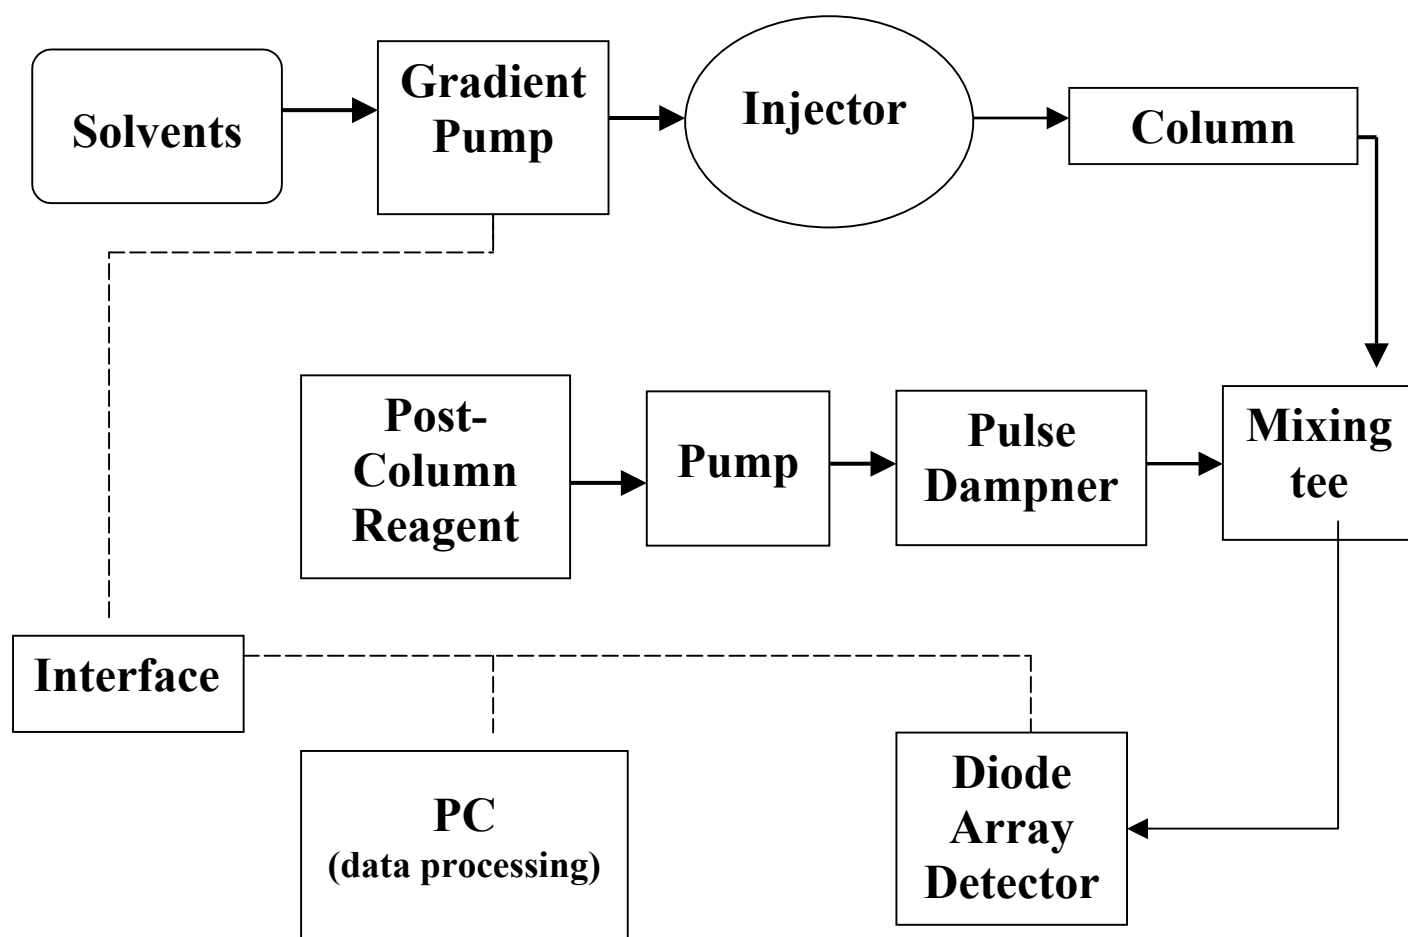 Solvents
Gradient
Pump
Injector
Column
Post-
Column
Reagent
Pump
Pulse
Dampner
Mixing
tee
Interface
PC
(data processing)
Diode
Array
Detector